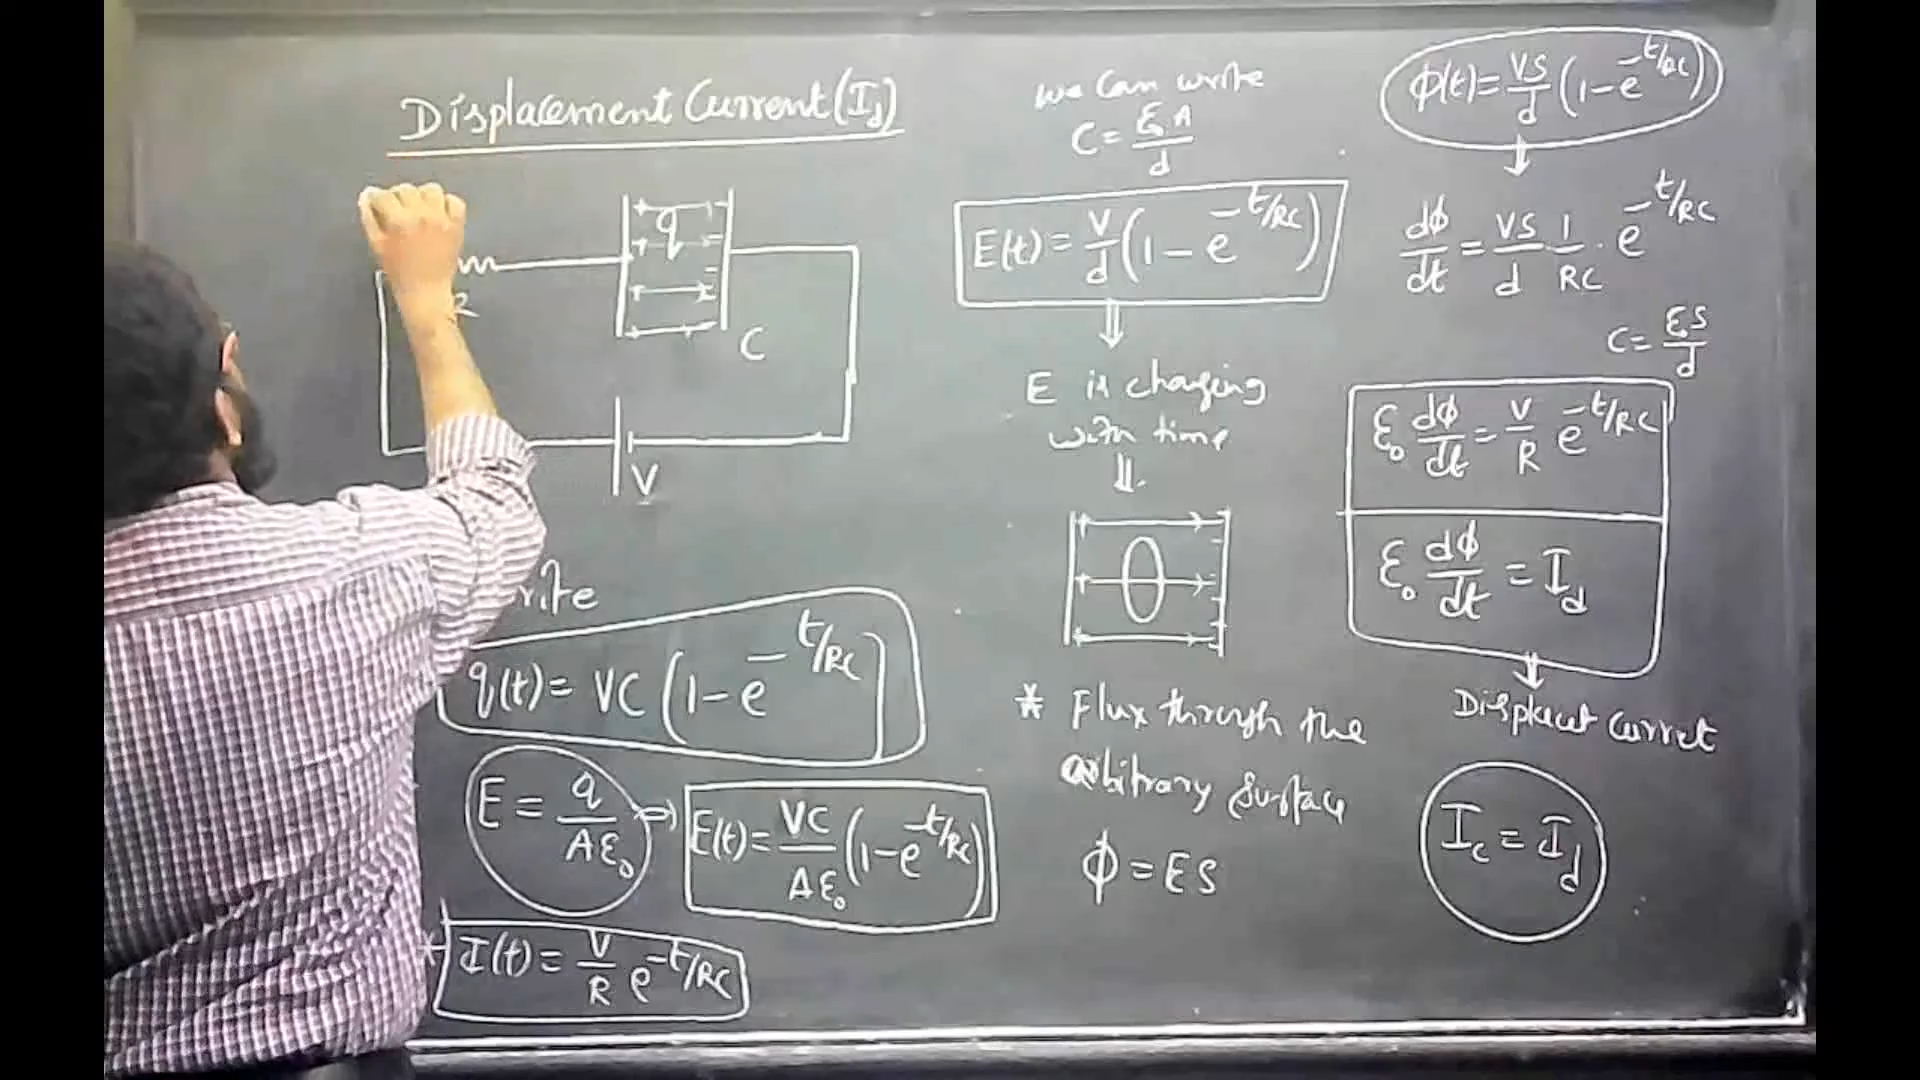 Displacement Current (I_d)
q
R
C
V
rite
q(t) = VC (1 - e^{-t/RC})
E = q/Aε₀ ⇒ E(t) = VC/Aε₀ (1 - e^{-t/RC})
* I(t) = V/R e^{-t/RC}
we can write
C = ε₀A/d
E(t) = V/d (1 - e^{-t/RC})
⇓
E is changing
with time
⇓
* Flux through the
arbitrary surface
ϕ = ES
ϕ(t) = VS/d (1 - e^{-t/RC})
⇓
dϕ/dt = VS/d 1/RC · e^{-t/RC}
C = ε₀S/d
ε₀ dϕ/dt = V/R e^{-t/RC}
ε₀ dϕ/dt = I_d
⇓
Displacet Curret
I_c = I_d